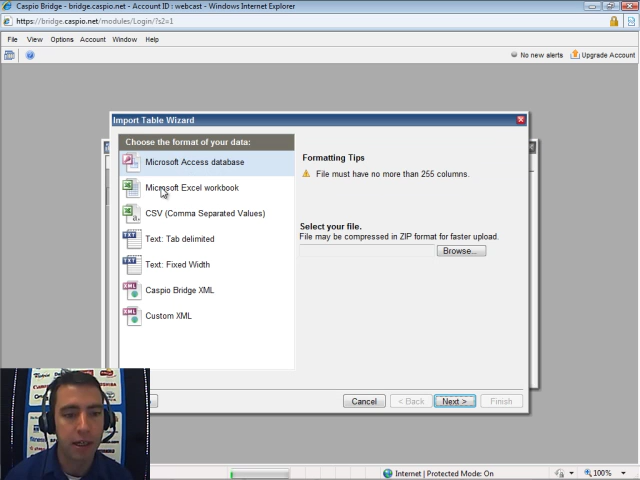 Caspio Bridge - bridge.caspio.net - Account ID : webcast - Windows Internet Explorer
https://bridge.caspio.net/modules/Login/?s2=1
File View Options Account Window Help
No new alerts Upgrade Account
Import Table Wizard
Choose the format of your data:
Microsoft Access database
Microsoft Excel workbook
CSV (Comma Separated Values)
Text: Tab delimited
Text: Fixed Width
Caspio Bridge XML
Custom XML
Formatting Tips
File must have no more than 255 columns.
Select your file.
File may be compressed in ZIP format for faster upload.
Browse...
Cancel < Back Next > Finish
Internet | Protected Mode: On 100%